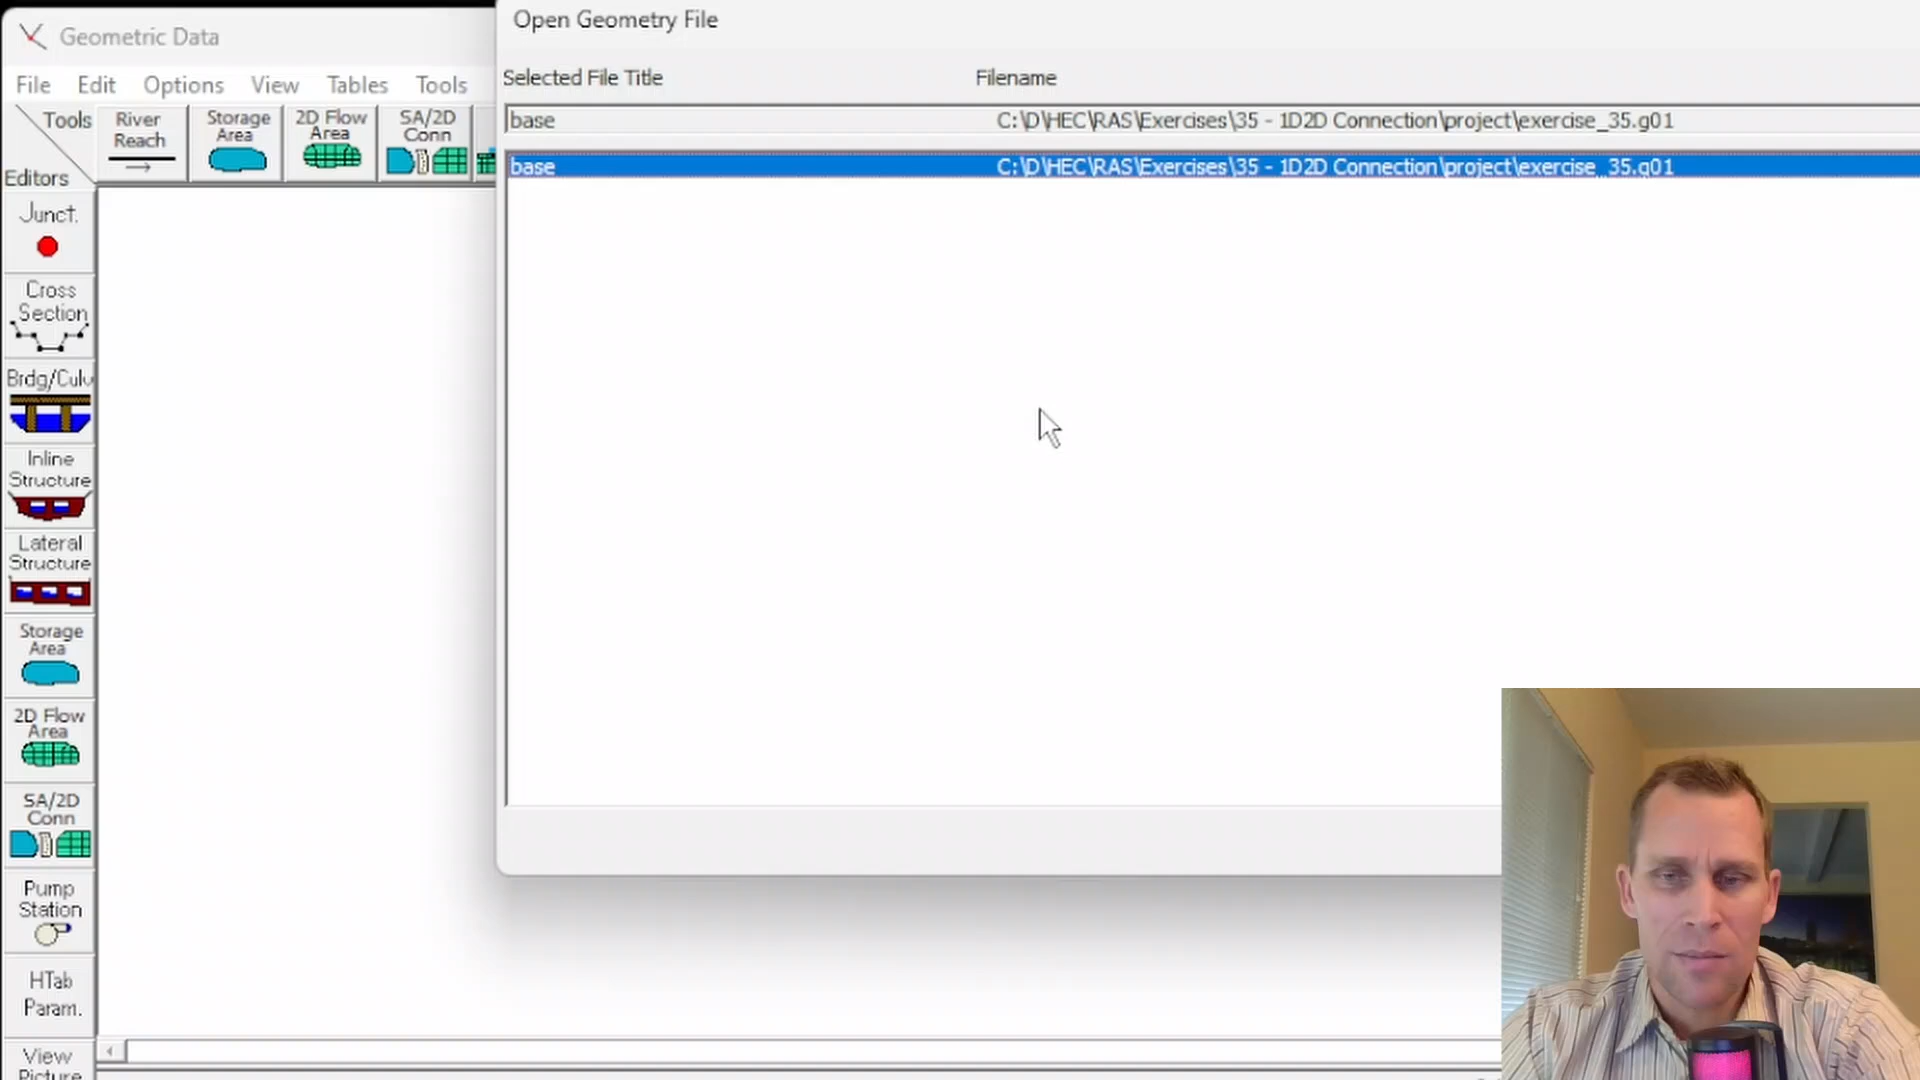 Geometric Data
File Edit Options View Tables Tools
Tools
Editors
River
Reach
Storage
Area
2D Flow
Area
SA/2D
Conn
Junct.
Cross
Section
Brdg/Culv
Inline
Structure
Lateral
Structure
Storage
Area
2D Flow
Area
SA/2D
Conn
Pump
Station
HTab
Param.
View
Picture
Open Geometry File
Selected File Title Filename
base C:\D\HEC\RAS\Exercises\35 - 1D2D Connection\project\exercise_35.g01
base C:\D\HEC\RAS\Exercises\35 - 1D2D Connection\project\exercise_35.g01